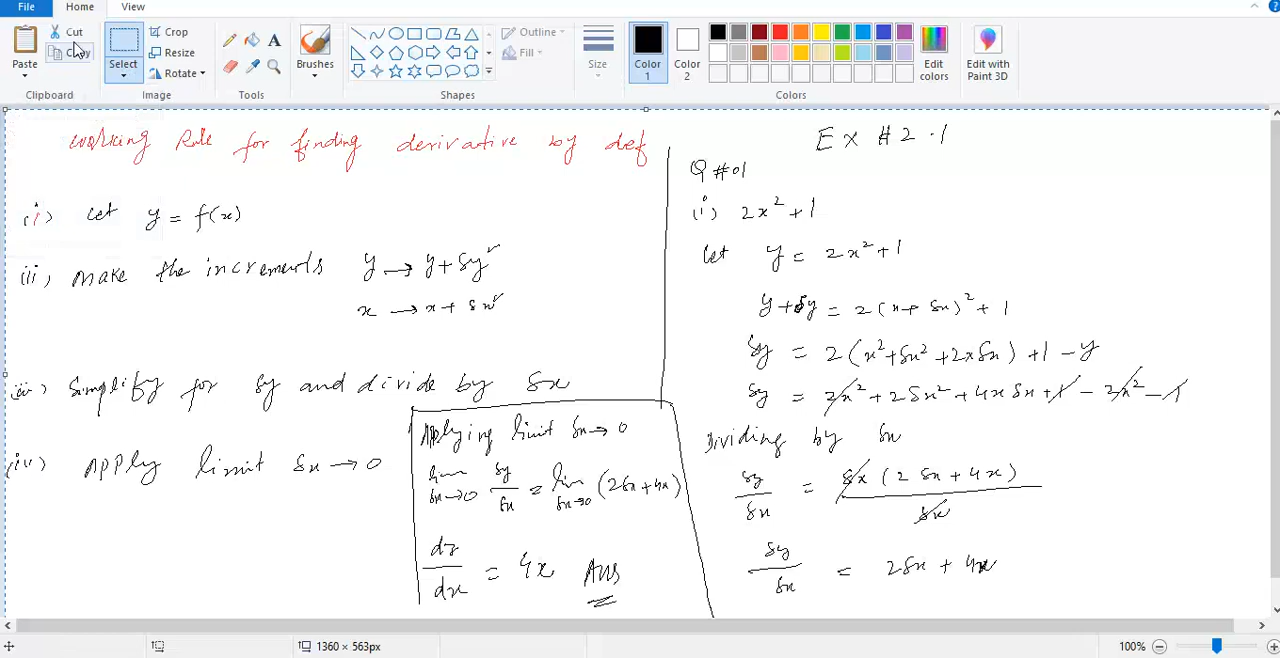 File Home View
Paste Cut Copy Select Crop Resize Rotate Brushes Outline Fill Size Color 1 Color 2 Edit colors Edit with Paint 3D
Clipboard Image Tools Shapes Colors
Working Rule for finding derivative by def
(i) Let y = f(x)
(ii) make the increments y → y + δy
x → x + δx
(iii) Simplify for δy and divide by δx
(iv) Apply limit δx → 0
Applying limit δx → 0
lim δx→0 δy/δx = lim δx→0 (2δx + 4x)
dy/dx = 4x Ans
Ex # 2.1
Q # 01
(i) 2x² + 1
Let y = 2x² + 1
y + δy = 2(x + δx)² + 1
δy = 2(x² + δx² + 2xδx) + 1 - y
δy = 2x² + 2δx² + 4xδx + 1 - 2x² - 1
Dividing by δx
δy/δx = δx(2δx + 4x)/δx
δy/δx = 2δx + 4x
1360 × 563px 100%